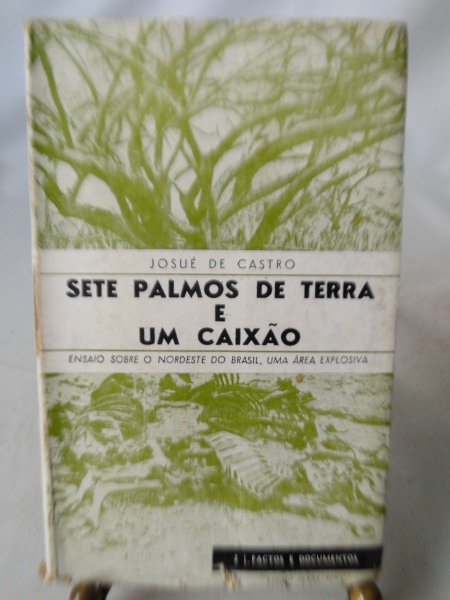 JOSUÉ DE CASTRO
SETE PALMOS DE TERRA
E
UM CAIXÃO
ENSAIO SOBRE O NORDESTE DO BRASIL, UMA ÁREA EXPLOSIVA
FACTOS E DOCUMENTOS